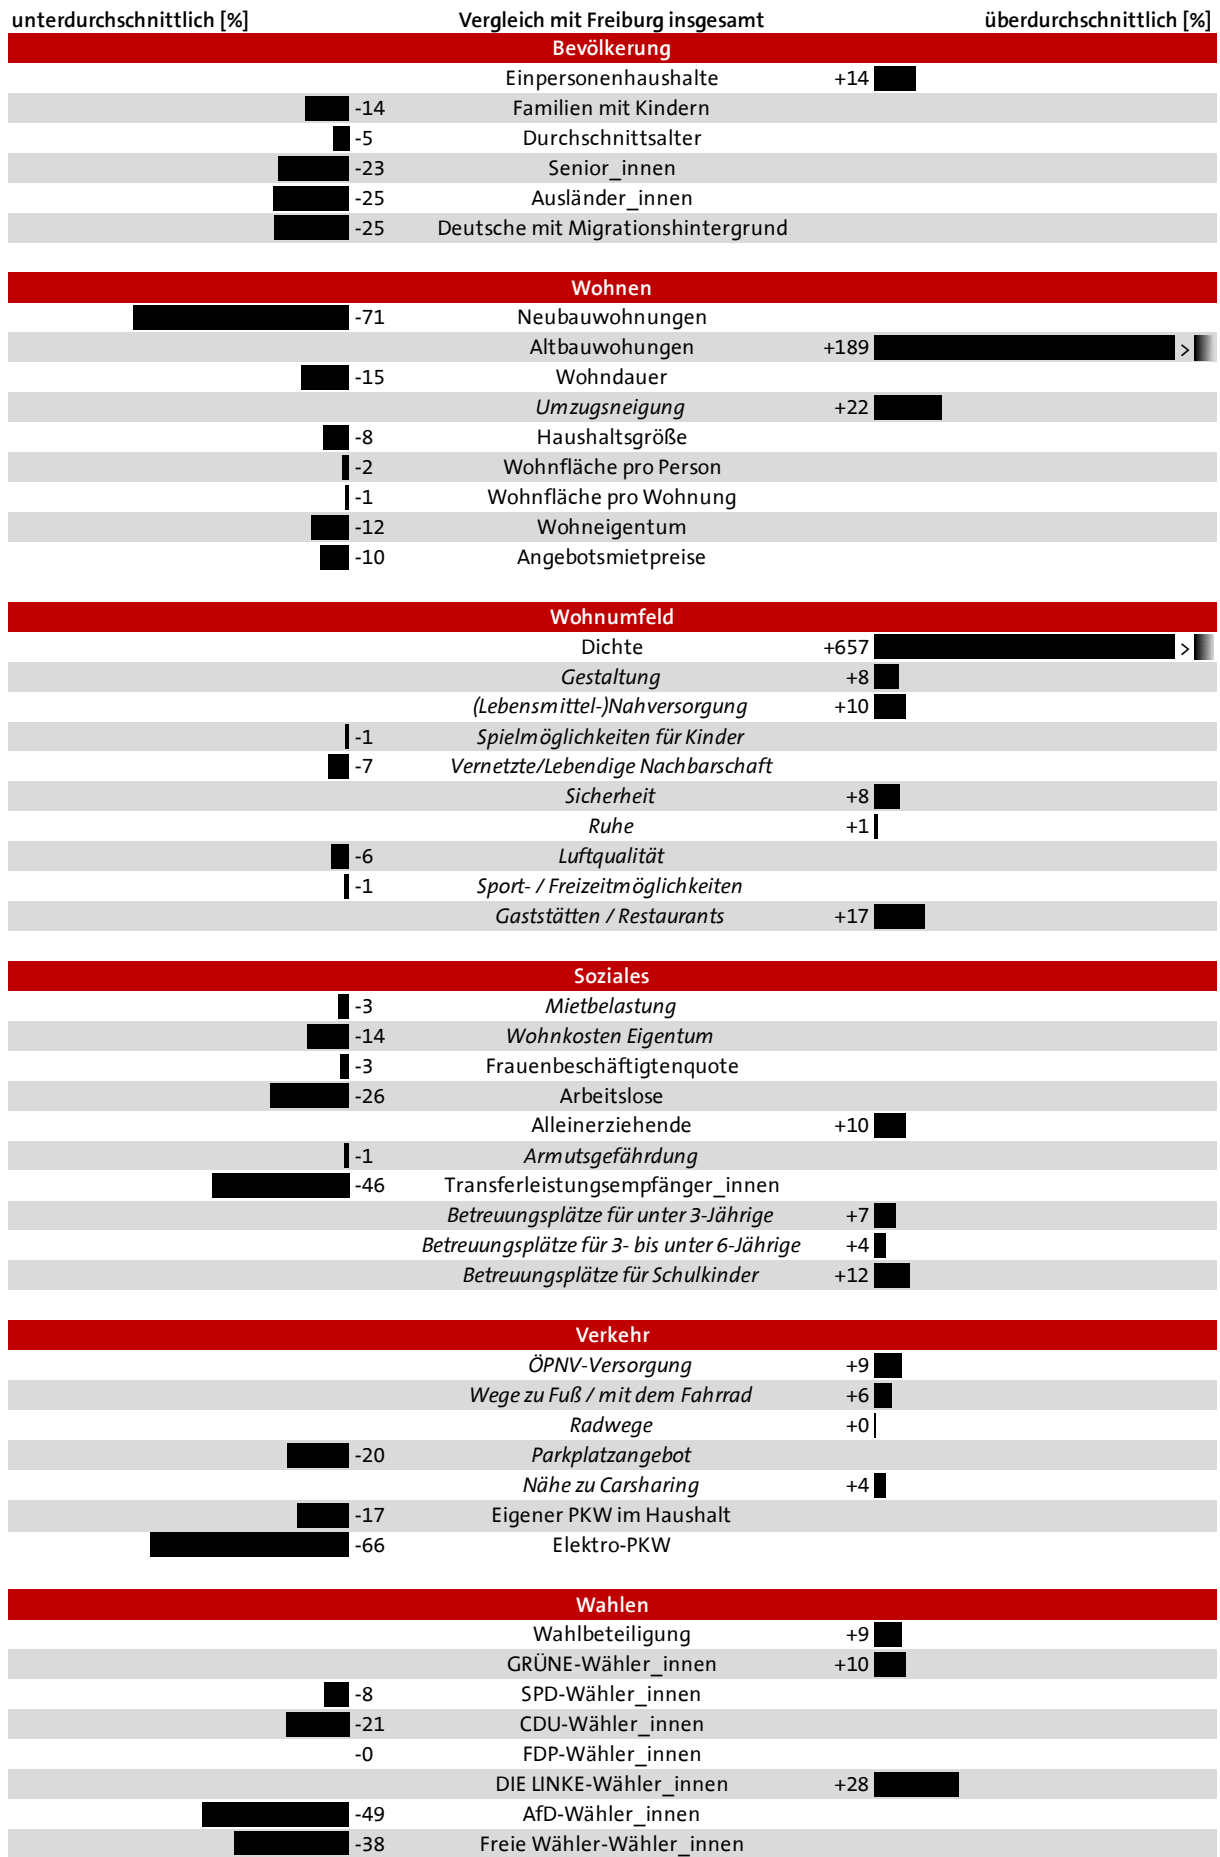 unterdurchschnittlich [%] Vergleich mit Freiburg insgesamt überdurchschnittlich [%]
Bevölkerung
Einpersonenhaushalte +14
-14 Familien mit Kindern
-5 Durchschnittsalter
-23 Senior_innen
-25 Ausländer_innen
-25 Deutsche mit Migrationshintergrund
Wohnen
-71 Neubauwohnungen
Altbauwohungen +189 >
-15 Wohndauer
Umzugsneigung +22
-8 Haushaltsgröße
-2 Wohnfläche pro Person
-1 Wohnfläche pro Wohnung
-12 Wohneigentum
-10 Angebotsmietpreise
Wohnumfeld
Dichte +657 >
Gestaltung +8
(Lebensmittel-)Nahversorgung +10
-1 Spielmöglichkeiten für Kinder
-7 Vernetzte/Lebendige Nachbarschaft
Sicherheit +8
Ruhe +1
-6 Luftqualität
-1 Sport- / Freizeitmöglichkeiten
Gaststätten / Restaurants +17
Soziales
-3 Mietbelastung
-14 Wohnkosten Eigentum
-3 Frauenbeschäftigtenquote
-26 Arbeitslose
Alleinerziehende +10
-1 Armutsgefährdung
-46 Transferleistungsempfänger_innen
Betreuungsplätze für unter 3-Jährige +7
Betreuungsplätze für 3- bis unter 6-Jährige +4
Betreuungsplätze für Schulkinder +12
Verkehr
ÖPNV-Versorgung +9
Wege zu Fuß / mit dem Fahrrad +6
Radwege +0
-20 Parkplatzangebot
Nähe zu Carsharing +4
-17 Eigener PKW im Haushalt
-66 Elektro-PKW
Wahlen
Wahlbeteiligung +9
GRÜNE-Wähler_innen +10
-8 SPD-Wähler_innen
-21 CDU-Wähler_innen
-0 FDP-Wähler_innen
DIE LINKE-Wähler_innen +28
-49 AfD-Wähler_innen
-38 Freie Wähler-Wähler_innen